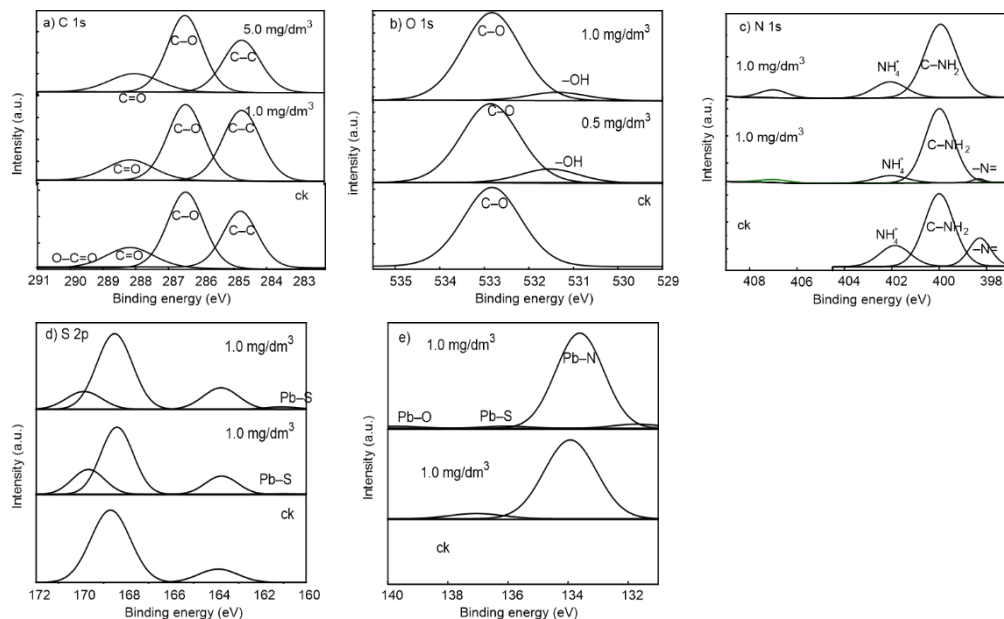 a) C 1s
5.0 mg/dm³
C–O
C–C
C=O
1.0 mg/dm³
C–O
C–C
C=O
ck
C–O
C–C
O–C=O
C=O
291 290 289 288 287 286 285 284 283
Binding energy (eV)
Intensity (a.u.)
b) O 1s
1.0 mg/dm³
C–O
–OH
C–O
0.5 mg/dm³
–OH
ck
C–O
535 534 533 532 531 530 529
Binding energy (eV)
intensity (a.u.)
c) N 1s
1.0 mg/dm³
NH₄⁺
C–NH₂
1.0 mg/dm³
NH₄⁺
C–NH2
–N=
ck
NH₄⁺
C–NH₂
–N=
408 406 404 402 400 398
Binding energy (eV)
Intensity (a.u.)
d) S 2p
1.0 mg/dm³
Pb–S
1.0 mg/dm³
Pb–S
ck
172 170 168 166 164 162 160
Binding energy (eV)
Intensity (a.u.)
e)
1.0 mg/dm³
Pb–N
Pb–O
Pb–S
1.0 mg/dm³
ck
140 138 136 134 132
Binding energy (eV)
Intensity (a.u.)